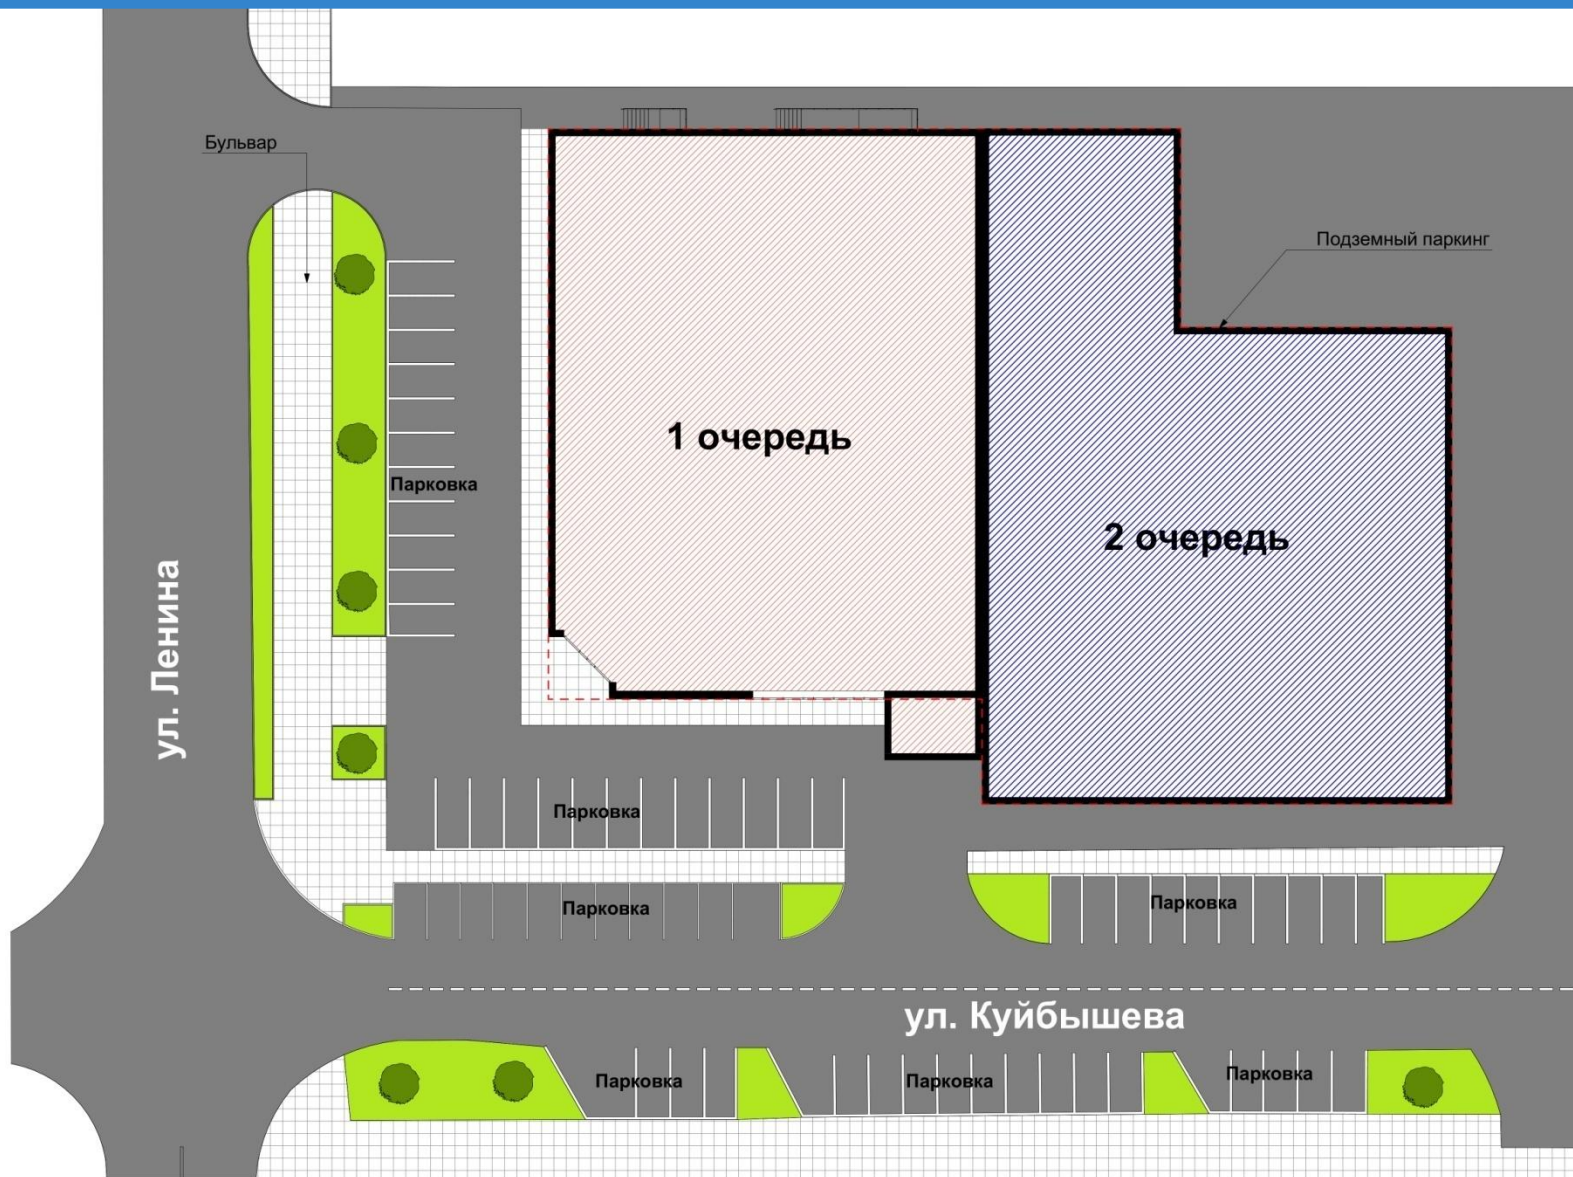 Бульвар
Подземный паркинг
1 очередь
Парковка
2 очередь
ул. Ленина
Парковка
Парковка
Парковка
ул. Куйбышева
Парковка
Парковка
Парковка